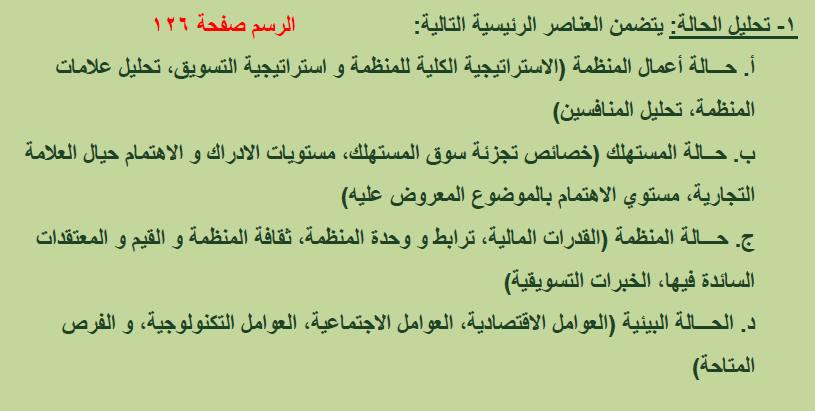 ١- تحليل الحالة: يتضمن العناصر الرئيسية التالية: الرسم صفحة ١٢٦
أ. حـــالة أعمال المنظمة (الاستراتيجية الكلية للمنظمة و استراتيجية التسويق، تحليل علامات
المنظمة، تحليل المنافسين)
ب. حـــالة المستهلك (خصائص تجزئة سوق المستهلك، مستويات الادراك و الاهتمام حيال العلامة
التجارية، مستوي الاهتمام بالموضوع المعروض عليه)
ج. حـــالة المنظمة (القدرات المالية، ترابط و وحدة المنظمة، ثقافة المنظمة و القيم و المعتقدات
السائدة فيها، الخبرات التسويقية)
د. الحـــالة البيئية (العوامل الاقتصادية، العوامل الاجتماعية، العوامل التكنولوجية، و الفرص
المتاحة)